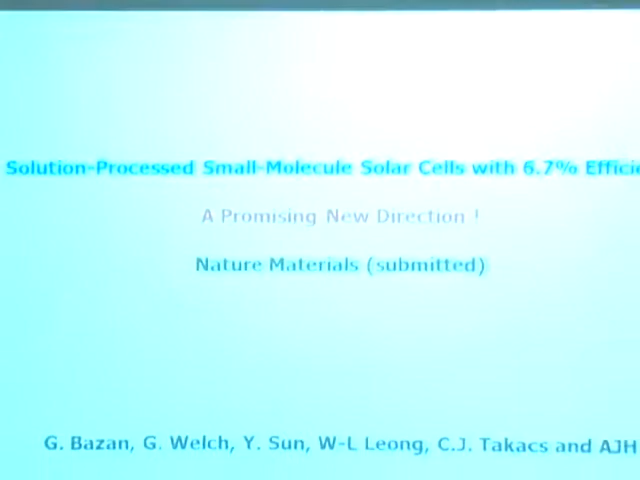 Solution-Processed Small-Molecule Solar Cells with 6.7%
A Promising New Direction !
Nature Materials (submitted)
G. Bazan, G. Welch, Y. Sun, W-L Leong, C.J. Takacs and AJH